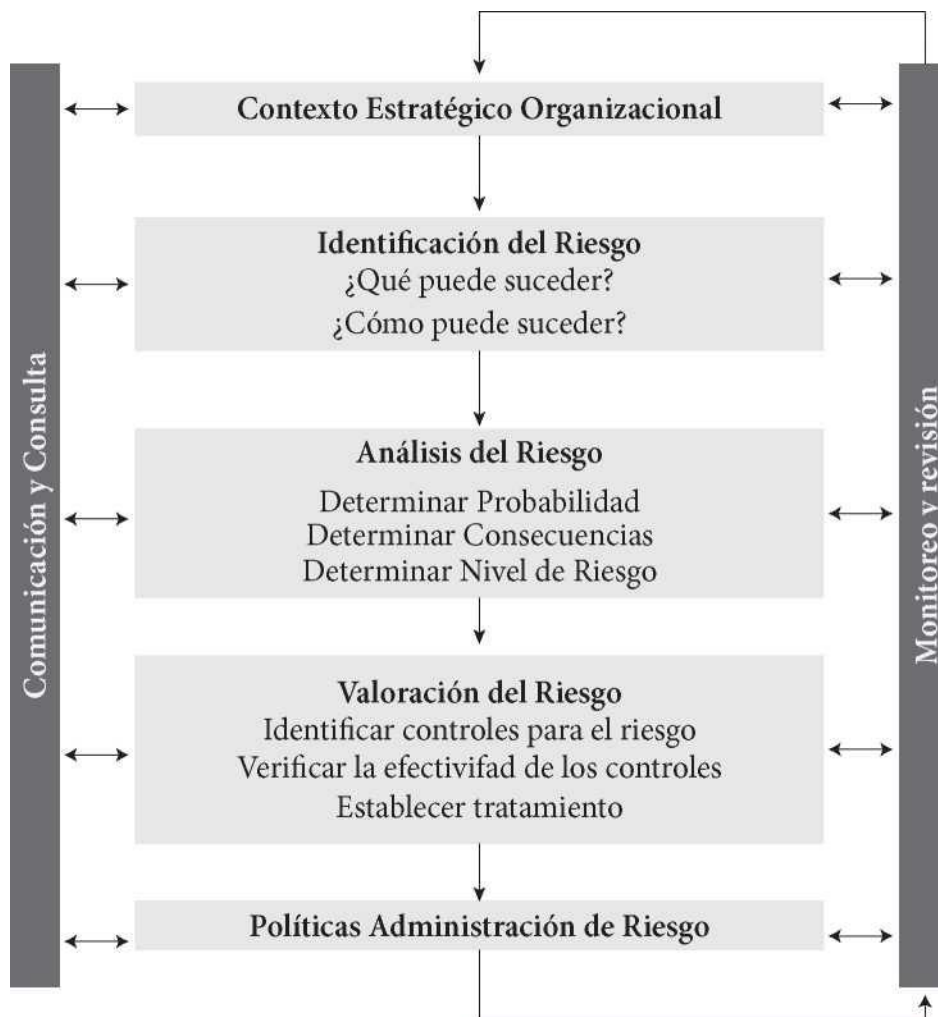 Contexto Estratégico Organizacional
Identificación del Riesgo
¿Qué puede suceder?
¿Cómo puede suceder?
Análisis del Riesgo
Determinar Probabilidad
Determinar Consecuencias
Determinar Nivel de Riesgo
Valoración del Riesgo
Identificar controles para el riesgo
Verificar la efectivifad de los controles
Establecer tratamiento
Políticas Administración de Riesgo
Comunicación y Consulta
Monitoreo y revisión